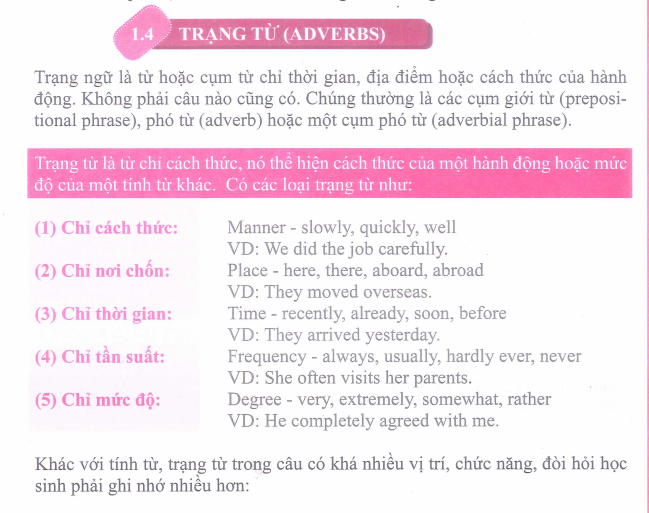 1.4 TRẠNG TỪ (ADVERBS)
Trạng ngữ là từ hoặc cụm từ chỉ thời gian, địa điểm hoặc cách thức của hành
động. Không phải câu nào cũng có. Chúng thường là các cụm giới từ (preposi-
tional phrase), phó từ (adverb) hoặc một cụm phó từ (adverbial phrase).
Trạng từ là từ chỉ cách thức, nó thể hiện cách thức của một hành động hoặc mức
độ của một tính từ khác. Có các loại trạng từ như:
(1) Chỉ cách thức: Manner - slowly, quickly, well
VD: We did the job carefully.
(2) Chỉ nơi chốn: Place - here, there, aboard, abroad
VD: They moved overseas.
(3) Chỉ thời gian: Time - recently, already, soon, before
VD: They arrived yesterday.
(4) Chỉ tần suất: Frequency - always, usually, hardly ever, never
VD: She often visits her parents.
(5) Chỉ mức độ: Degree - very, extremely, somewhat, rather
VD: He completely agreed with me.
Khác với tính từ, trạng từ trong câu có khá nhiều vị trí, chức năng, đòi hỏi học
sinh phải ghi nhớ nhiều hơn: